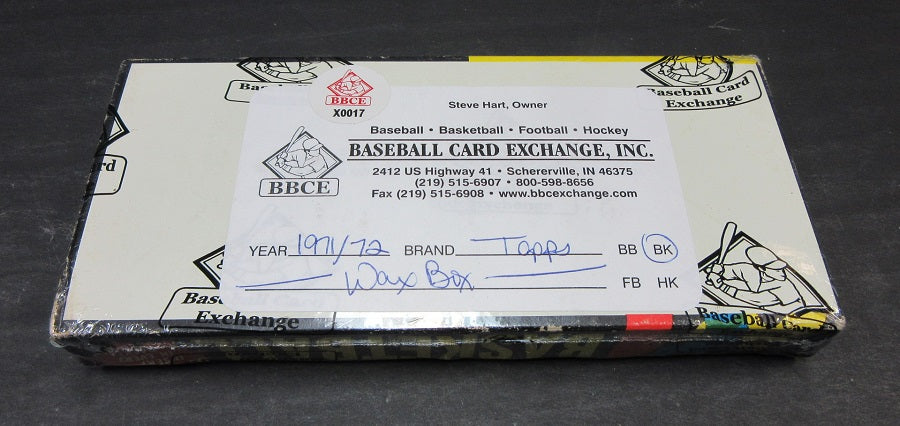 Baseball Card
Exchange
BBCE
X0017
Steve Hart, Owner
Baseball • Basketball • Football • Hockey
BASEBALL CARD EXCHANGE, INC.
BBCE
2412 US Highway 41 • Schererville, IN 46375
(219) 515-6907 • 800-598-8656
Fax (219) 515-6908 • www.bbcexchange.com
YEAR 1971/72 BRAND Topps BB BK
Wax Box FB HK
Exchange
Baseball Card
BASKETBALL